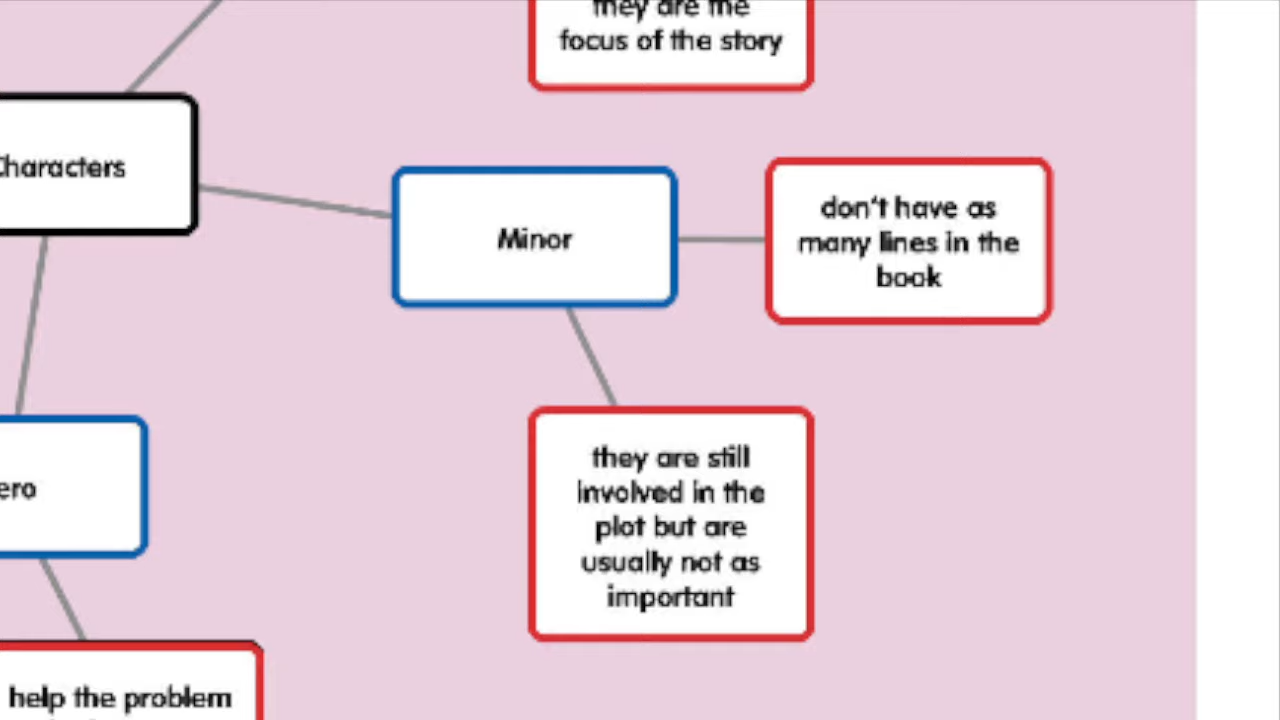 they are the
focus of the story
Characters
Minor
don't have as
many lines in the
book
they are still
involved in the
plot but are
usually not as
important
ero
help the problem